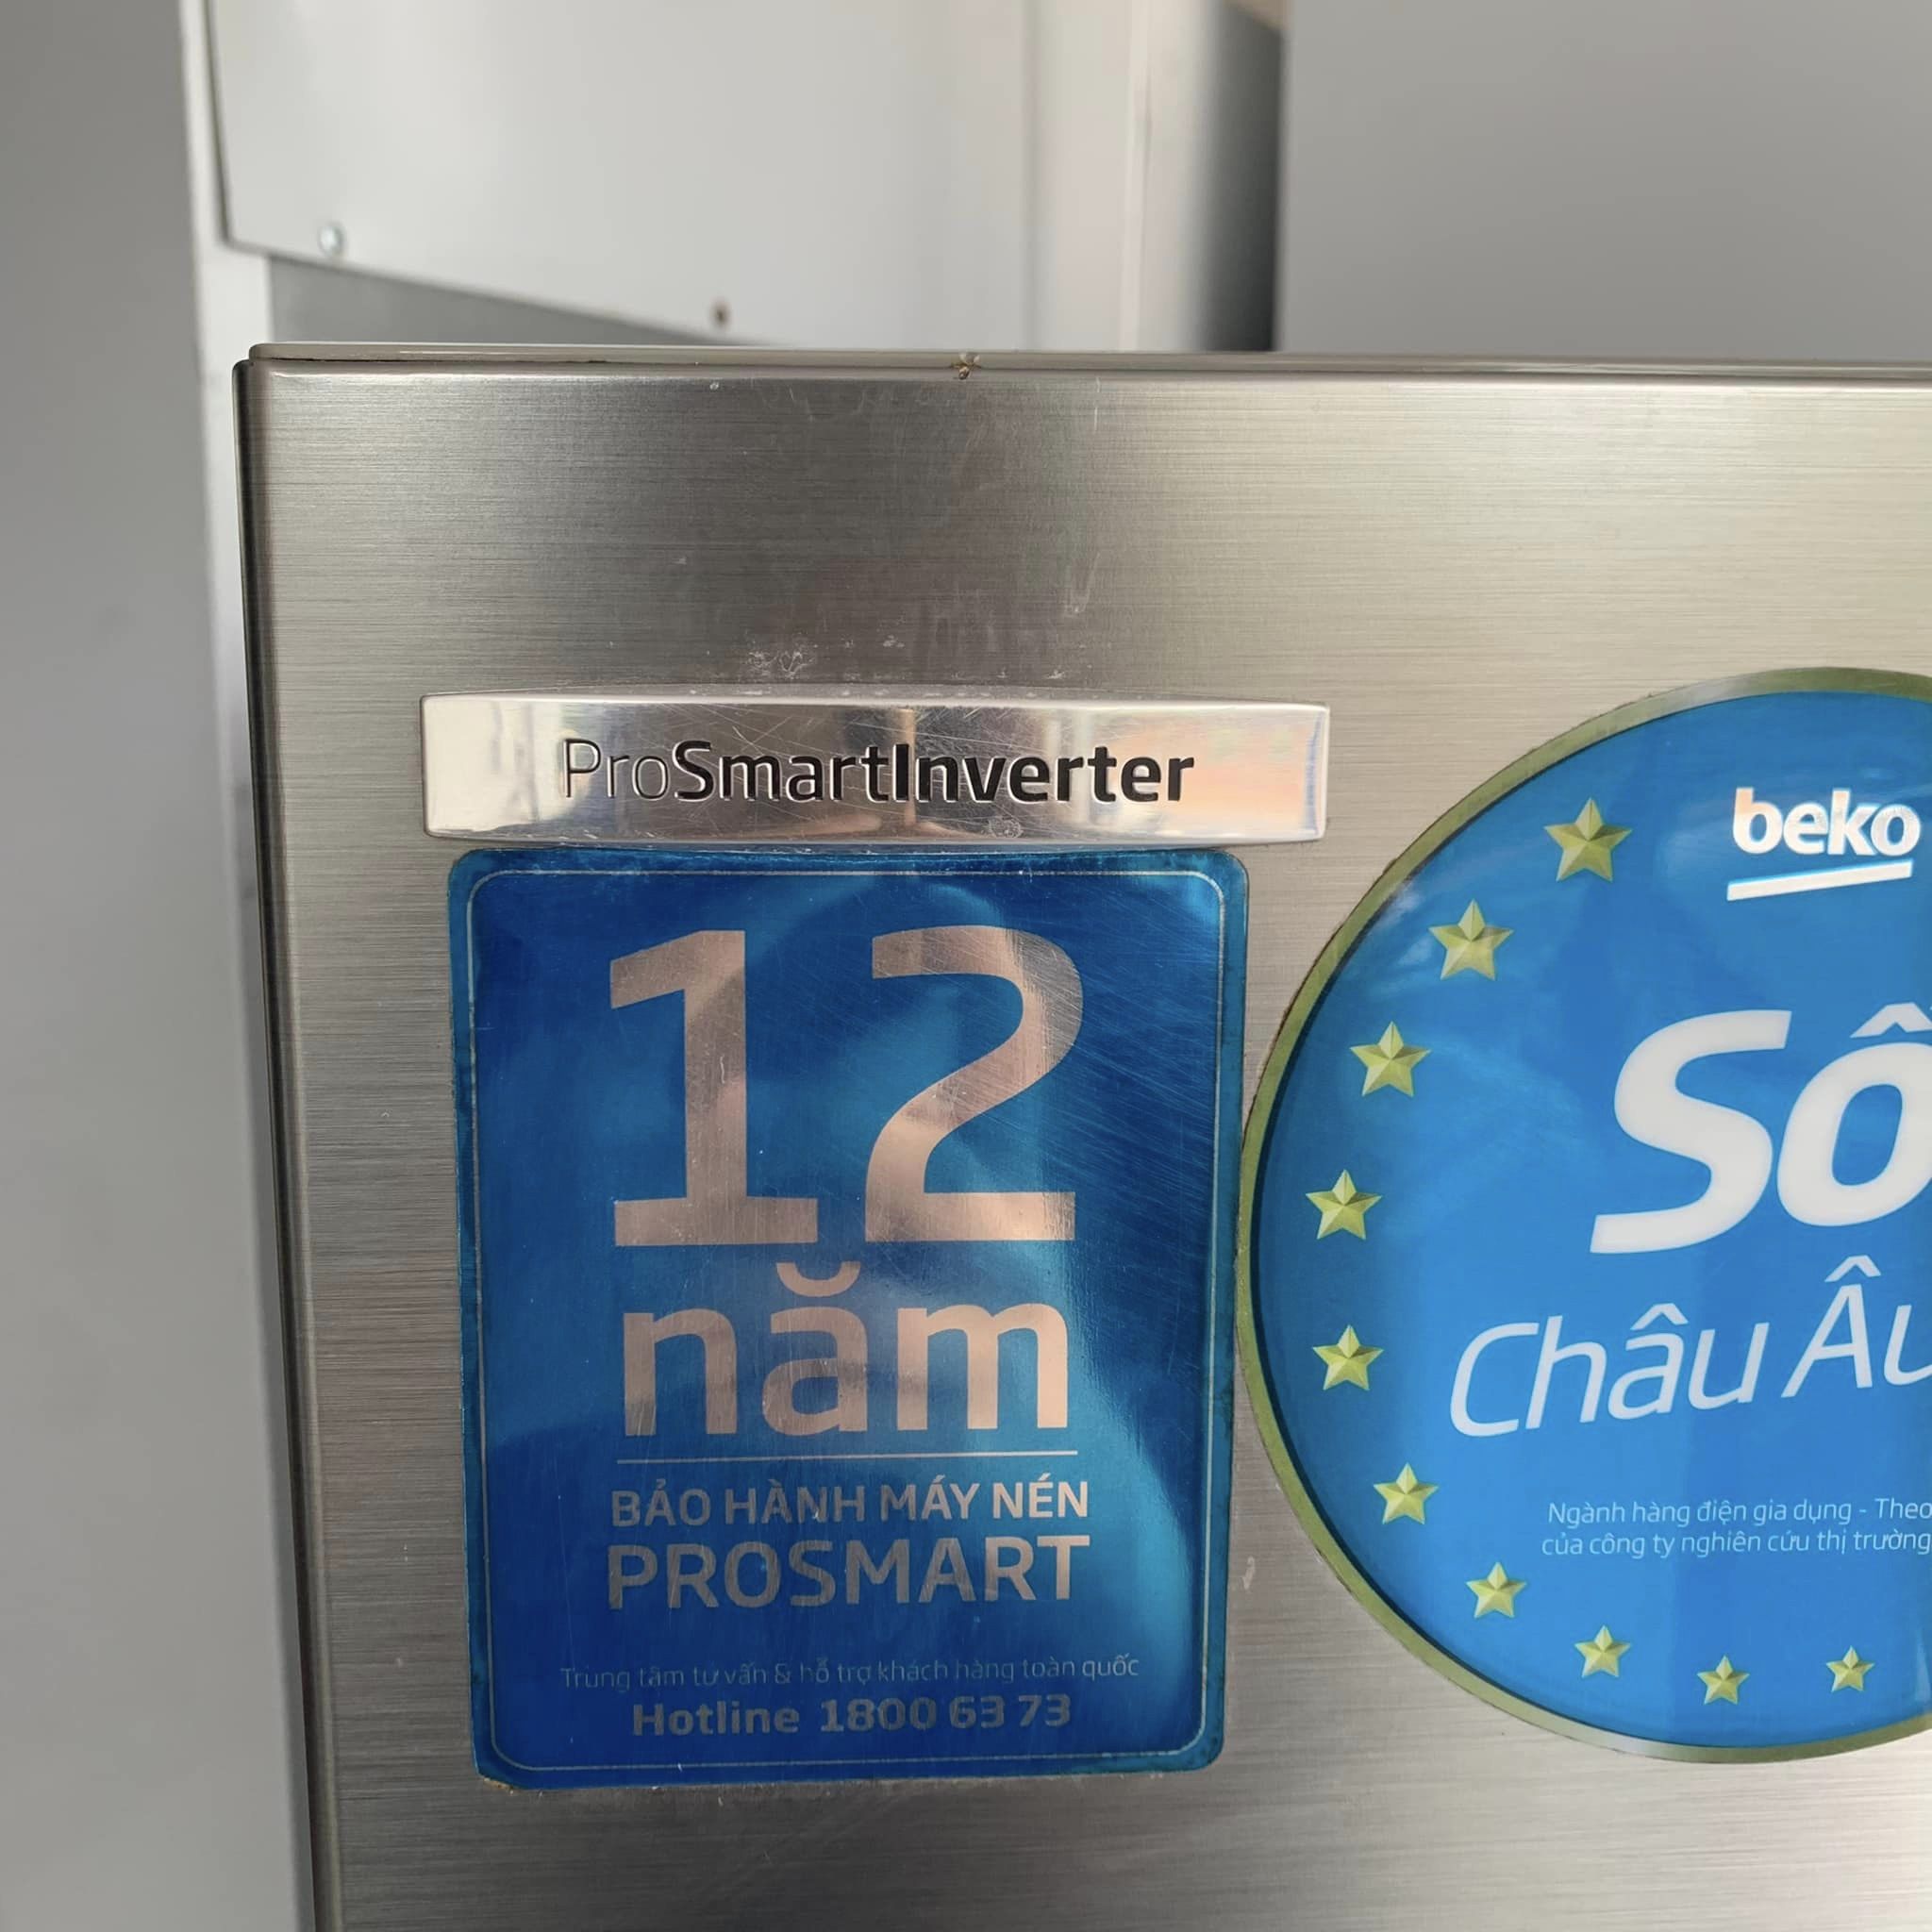 ProSmartInverter
12
năm
BẢO HÀNH MÁY NÉN
PROSMART
Trung tâm tư vấn & hỗ trợ khách hàng toàn quốc
Hotline 1800 63 73
beko
Số
Châu Âu
Ngành hàng điện gia dụng - Theo
của công ty nghiên cứu thị trường